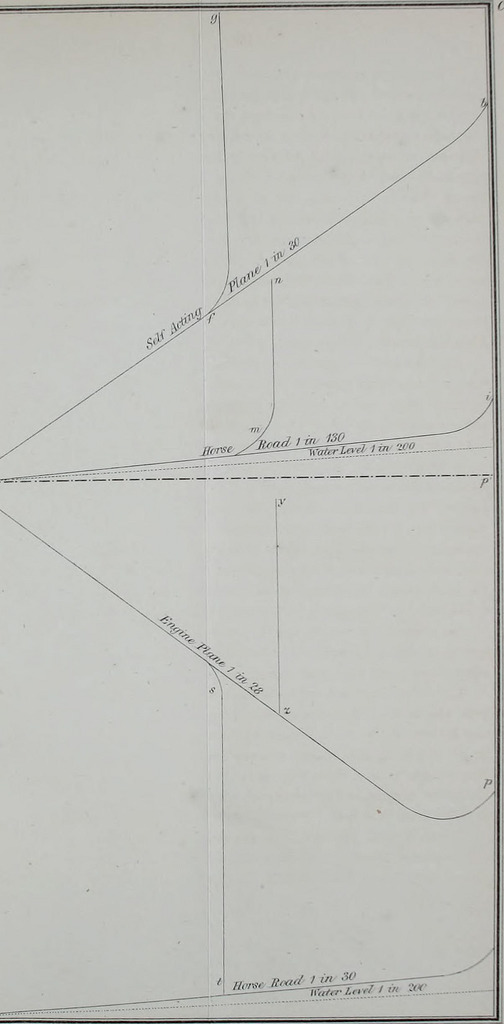 g
b
Self Acting Plane 1 in 30
f
n
i
m
Horse Road 1 in 130
Water Level 1 in 200
p
y
Engine Plane 1 in 28
s
z
p
t
Horse Road 1 in 30
Water Level 1 in 200